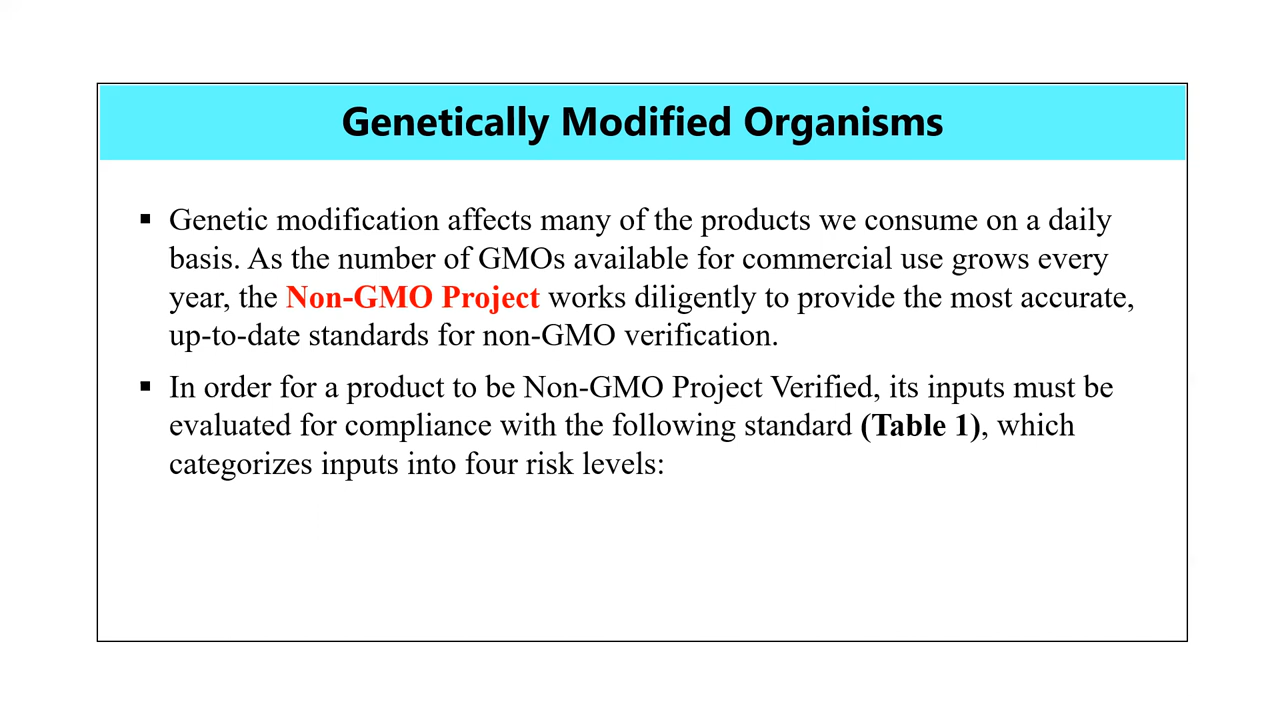 Genetically Modified Organisms
▪ Genetic modification affects many of the products we consume on a daily
basis. As the number of GMOs available for commercial use grows every
year, the Non-GMO Project works diligently to provide the most accurate,
up-to-date standards for non-GMO verification.
▪ In order for a product to be Non-GMO Project Verified, its inputs must be
evaluated for compliance with the following standard (Table 1), which
categorizes inputs into four risk levels: